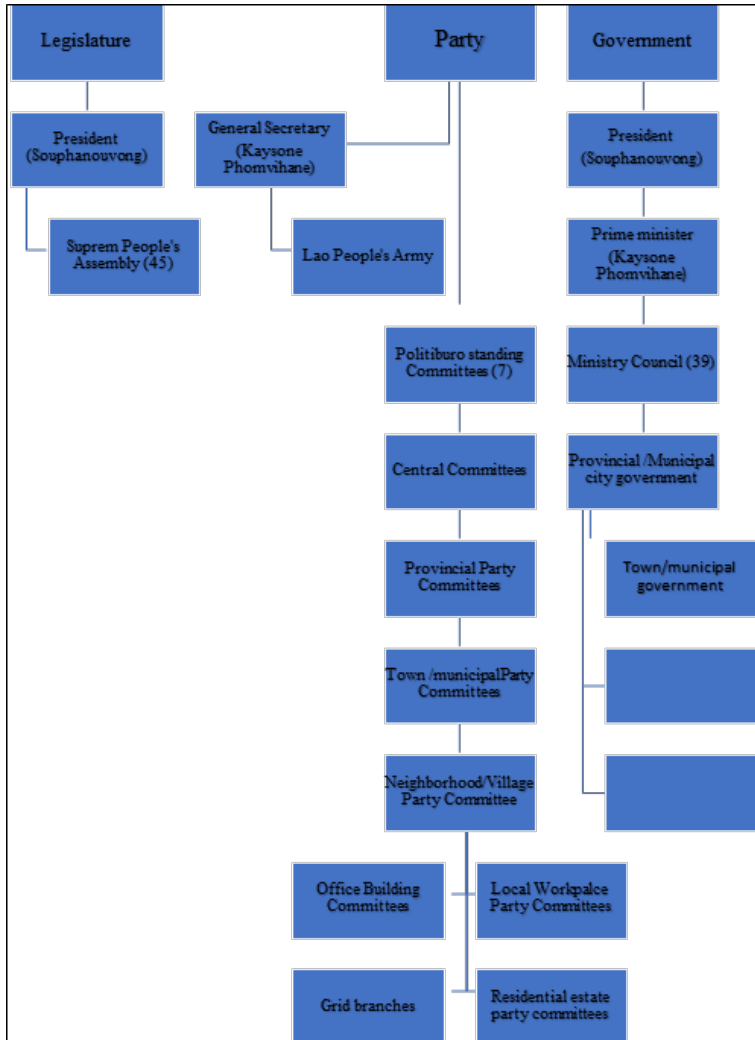 Legislature
Party
Government
President
(Souphanouvong)
General Secretary
(Kaysone
Phomvihane)
President
(Souphanouvong)
Suprem People's
Assembly (45)
Lao People's Army
Prime minister
(Kaysone
Phomvihane)
Politiburo standing
Committees (7)
Ministry Council (39)
Central Committees
Provincial /Municipal
city government
Provincial Party
Committees
Town/municipal
government
Town /municipalParty
Committees
Neighborhood/Village
Party Committee
Office Building
Committees
Local Workpalce
Party Committees
Grid branches
Residential estate
party committees